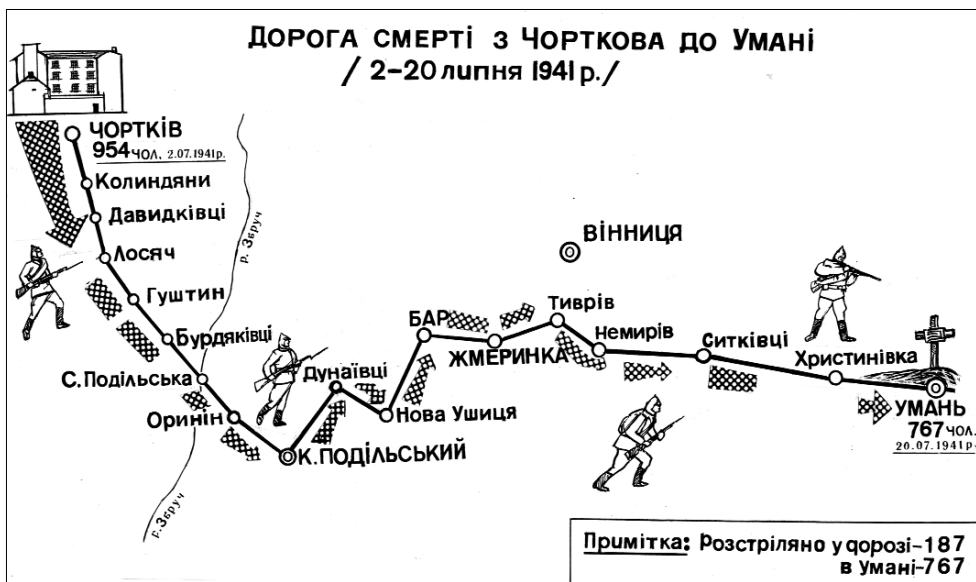 ДОРОГА СМЕРТІ З ЧОРТКОВА ДО УМАНІ
/ 2-20 липня 1941 р. /
ЧОРТКІВ
954 ЧОЛ. 2.07.1941р.
Колиндяни
Давидківці
Лосяч
Гуштин
Бурдяківці
С. Подільська
Оринін
К. ПОДІЛЬСЬКИЙ
р. Збруч
р. Збруч
Дунаївці
Нова Ушиця
БАР
ЖМЕРИНКА
Тиврів
ВІННИЦЯ
Немирів
Ситківці
Христинівка
УМАНЬ
767 ЧОЛ.
20.07.1941р.
Примітка: Розстріляно у дорозі-187
в Умані-767